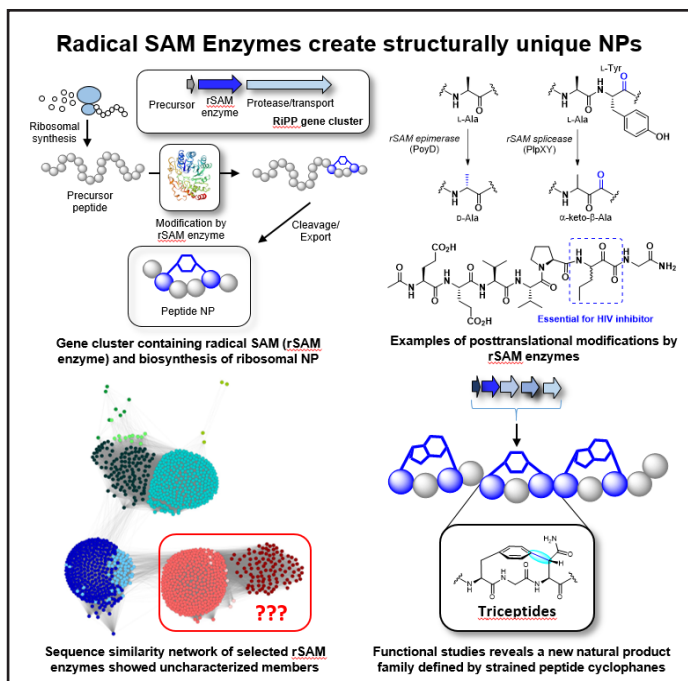 Radical SAM Enzymes create structurally unique NPs
Ribosomal
synthesis
Precursor
rSAM
enzyme
Protease/transport
RiPP gene cluster
Precursor
peptide
Modification by
rSAM enzyme
Cleavage/
Export
Peptide NP
Gene cluster containing radical SAM (rSAM
enzyme) and biosynthesis of ribosomal NP
N
H
O
L-Ala
rSAM epimerase
(PoyD)
N
H
O
D-Ala
L-Tyr
N
H
O
H
N
O
L-Ala
OH
rSAM splicease
(PlpXY)
N
H
O
O
α-keto-β-Ala
O
N
H
CO2H
O
H
N
CO2H
O
N
H
O
H
N
O
N
O
H
N
O
O
H
N
O
NH2
Essential for HIV inhibitor
Examples of posttranslational modifications by
rSAM enzymes
???
Sequence similarity network of selected rSAM
enzymes showed uncharacterized members
H2N
O
H
N
H
O
H
N
O
N
H
O
Triceptides
Functional studies reveals a new natural product
family defined by strained peptide cyclophanes